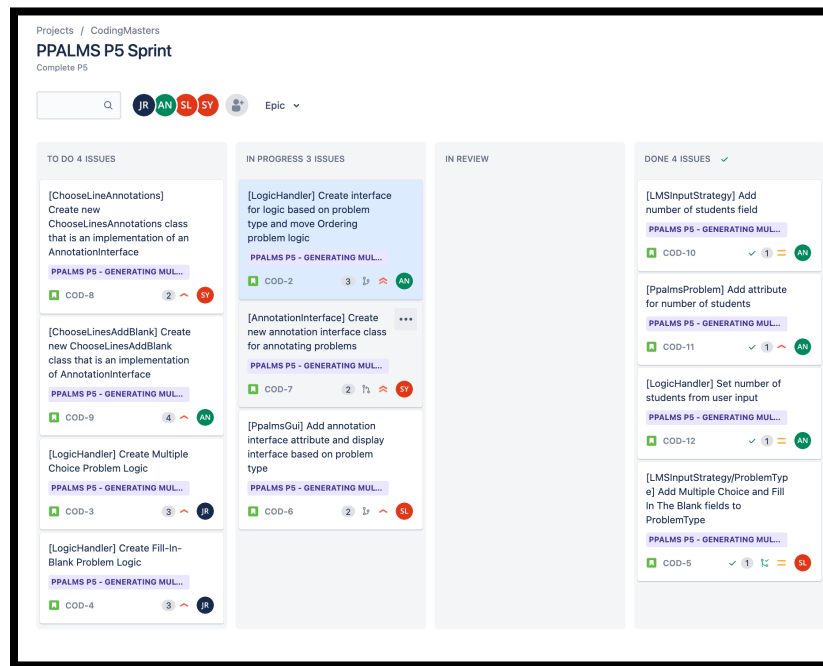 Projects / CodingMasters
PPALMS P5 Sprint
Complete P5
JR AN SL SY Epic
TO DO 4 ISSUES
[ChooseLineAnnotations]
Create new
ChooseLinesAnnotations class
that is an implementation of an
AnnotationInterface
PPALMS P5 - GENERATING MUL...
COD-8 2 SY
[ChooseLinesAddBlank] Create
new ChooseLinesAddBlank
class that is an implementation
of AnnotationInterface
PPALMS P5 - GENERATING MUL...
COD-9 4 AN
[LogicHandler] Create Multiple
Choice Problem Logic
PPALMS P5 - GENERATING MUL...
COD-3 3 JR
[LogicHandler] Create Fill-In-
Blank Problem Logic
PPALMS P5 - GENERATING MUL...
COD-4 3 JR
IN PROGRESS 3 ISSUES
[LogicHandler] Create interface
for logic based on problem
type and move Ordering
problem logic
PPALMS P5 - GENERATING MUL...
COD-2 3 AN
[AnnotationInterface] Create
new annotation interface class
for annotating problems
PPALMS P5 - GENERATING MUL...
COD-7 2 SY
[PpalmsGui] Add annotation
interface attribute and display
interface based on problem
type
PPALMS P5 - GENERATING MUL...
COD-6 2 SL
IN REVIEW
DONE 4 ISSUES
[LMSInputStrategy] Add
number of students field
PPALMS P5 - GENERATING MUL...
COD-10 1 AN
[PpalmsProblem] Add attribute
for number of students
PPALMS P5 - GENERATING MUL...
COD-11 1 AN
[LogicHandler] Set number of
students from user input
PPALMS P5 - GENERATING MUL...
COD-12 1 AN
[LMSInputStrategy/ProblemTyp
e] Add Multiple Choice and Fill
In The Blank fields to
ProblemType
PPALMS P5 - GENERATING MUL...
COD-5 1 SL